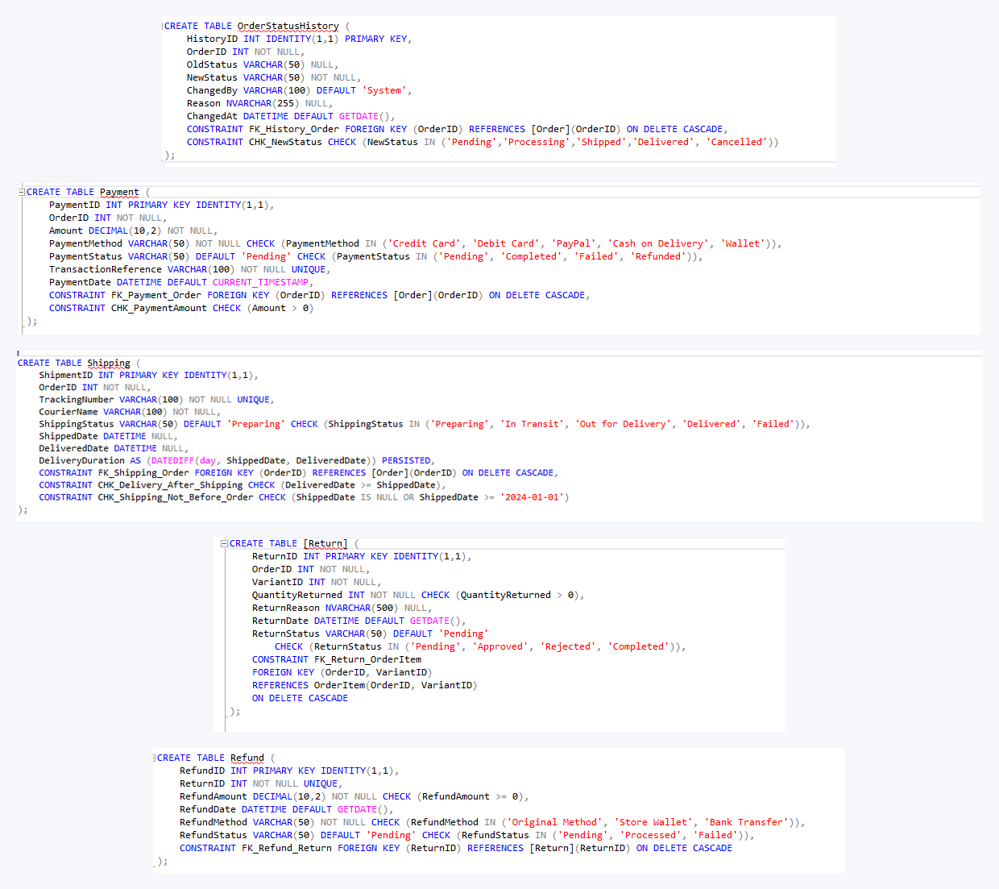 CREATE TABLE OrderStatusHistory (
HistoryID INT IDENTITY(1,1) PRIMARY KEY,
OrderID INT NOT NULL,
OldStatus VARCHAR(50) NULL,
NewStatus VARCHAR(50) NOT NULL,
ChangedBy VARCHAR(100) DEFAULT 'System',
Reason NVARCHAR(255) NULL,
ChangedAt DATETIME DEFAULT GETDATE(),
CONSTRAINT FK_History_Order FOREIGN KEY (OrderID) REFERENCES [Order](OrderID) ON DELETE CASCADE,
CONSTRAINT CHK_NewStatus CHECK (NewStatus IN ('Pending','Processing','Shipped','Delivered', 'Cancelled'))
);
CREATE TABLE Payment (
PaymentID INT PRIMARY KEY IDENTITY(1,1),
OrderID INT NOT NULL,
Amount DECIMAL(10,2) NOT NULL,
PaymentMethod VARCHAR(50) NOT NULL CHECK (PaymentMethod IN ('Credit Card', 'Debit Card', 'PayPal', 'Cash on Delivery', 'Wallet')),
PaymentStatus VARCHAR(50) DEFAULT 'Pending' CHECK (PaymentStatus IN ('Pending', 'Completed', 'Failed', 'Refunded')),
TransactionReference VARCHAR(100) NOT NULL UNIQUE,
PaymentDate DATETIME DEFAULT CURRENT_TIMESTAMP,
CONSTRAINT FK_Payment_Order FOREIGN KEY (OrderID) REFERENCES [Order](OrderID) ON DELETE CASCADE,
CONSTRAINT CHK_PaymentAmount CHECK (Amount > 0)
);
CREATE TABLE Shipping (
ShipmentID INT PRIMARY KEY IDENTITY(1,1),
OrderID INT NOT NULL,
TrackingNumber VARCHAR(100) NOT NULL UNIQUE,
CourierName VARCHAR(100) NOT NULL,
ShippingStatus VARCHAR(50) DEFAULT 'Preparing' CHECK (ShippingStatus IN ('Preparing', 'In Transit', 'Out for Delivery', 'Delivered', 'Failed')),
ShippedDate DATETIME NULL,
DeliveredDate DATETIME NULL,
DeliveryDuration AS (DATEDIFF(day, ShippedDate, DeliveredDate)) PERSISTED,
CONSTRAINT FK_Shipping_Order FOREIGN KEY (OrderID) REFERENCES [Order](OrderID) ON DELETE CASCADE,
CONSTRAINT CHK_Delivery_After_Shipping CHECK (DeliveredDate >= ShippedDate),
CONSTRAINT CHK_Shipping_Not_Before_Order CHECK (ShippedDate IS NULL OR ShippedDate >= '2024-01-01')
);
CREATE TABLE [Return] (
ReturnID INT PRIMARY KEY IDENTITY(1,1),
OrderID INT NOT NULL,
VariantID INT NOT NULL,
QuantityReturned INT NOT NULL CHECK (QuantityReturned > 0),
ReturnReason NVARCHAR(500) NULL,
ReturnDate DATETIME DEFAULT GETDATE(),
ReturnStatus VARCHAR(50) DEFAULT 'Pending'
CHECK (ReturnStatus IN ('Pending', 'Approved', 'Rejected', 'Completed')),
CONSTRAINT FK_Return_OrderItem
FOREIGN KEY (OrderID, VariantID)
REFERENCES OrderItem(OrderID, VariantID)
ON DELETE CASCADE
);
CREATE TABLE Refund (
RefundID INT PRIMARY KEY IDENTITY(1,1),
ReturnID INT NOT NULL UNIQUE,
RefundAmount DECIMAL(10,2) NOT NULL CHECK (RefundAmount >= 0),
RefundDate DATETIME DEFAULT GETDATE(),
RefundMethod VARCHAR(50) NOT NULL CHECK (RefundMethod IN ('Original Method', 'Store Wallet', 'Bank Transfer')),
RefundStatus VARCHAR(50) DEFAULT 'Pending' CHECK (RefundStatus IN ('Pending', 'Processed', 'Failed')),
CONSTRAINT FK_Refund_Return FOREIGN KEY (ReturnID) REFERENCES [Return](ReturnID) ON DELETE CASCADE
);